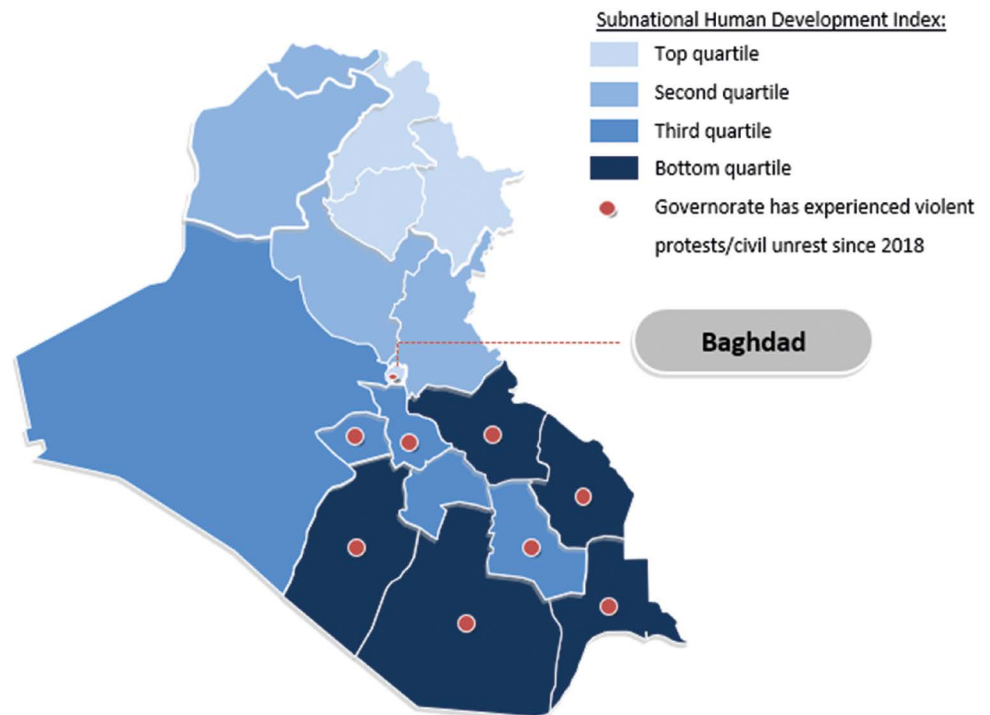 Subnational Human Development Index:
Top quartile
Second quartile
Third quartile
Bottom quartile
Governorate has experienced violent
protests/civil unrest since 2018
Baghdad